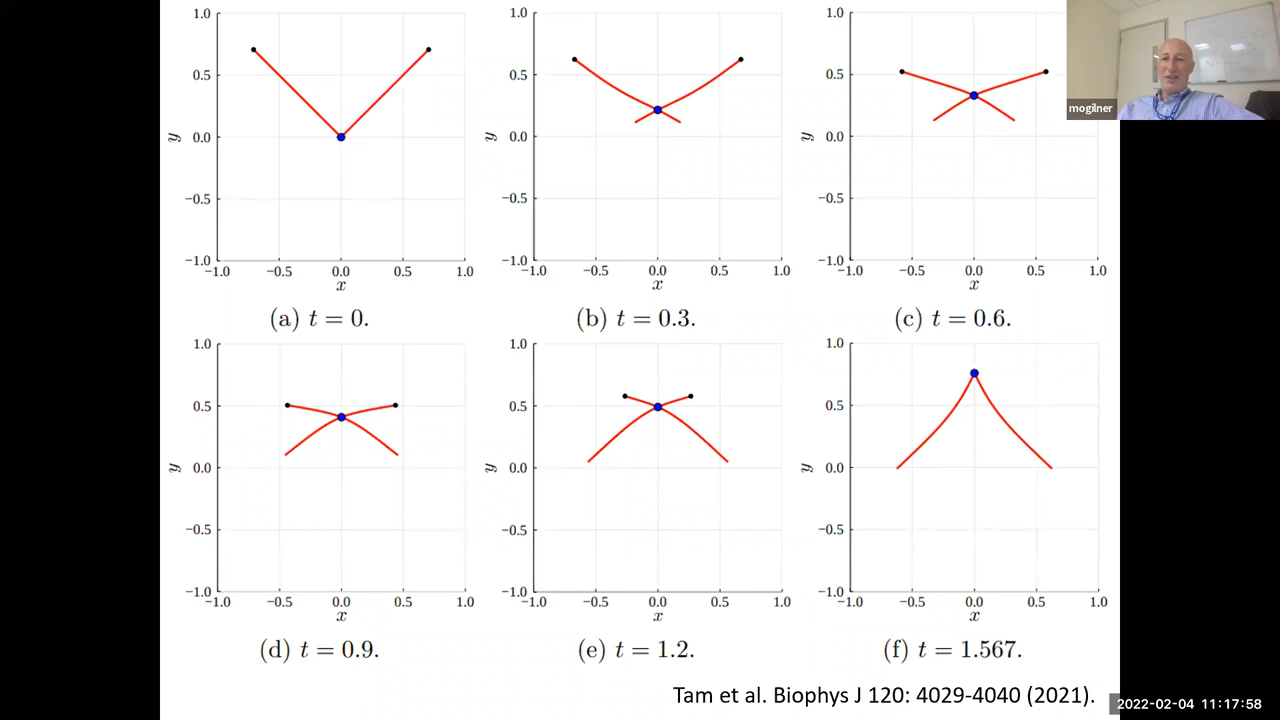 1.0
0.5
0.0
−0.5
−1.0
y
−1.0 −0.5 0.0 0.5 1.0
x
(a) t = 0.
1.0
0.5
0.0
−0.5
−1.0
y
−1.0 −0.5 0.0 0.5 1.0
x
(b) t = 0.3.
1.0
0.5
0.0
−0.5
−1.0
y
−1.0 −0.5 0.0 0.5 1.0
x
(c) t = 0.6.
mogilner
1.0
0.5
0.0
−0.5
−1.0
y
−1.0 −0.5 0.0 0.5 1.0
x
(d) t = 0.9.
1.0
0.5
0.0
−0.5
−1.0
y
−1.0 −0.5 0.0 0.5 1.0
x
(e) t = 1.2.
1.0
0.5
0.0
−0.5
−1.0
y
−1.0 −0.5 0.0 0.5 1.0
x
(f) t = 1.567.
Tam et al. Biophys J 120: 4029-4040 (2021).
2022-02-04 11:17:58